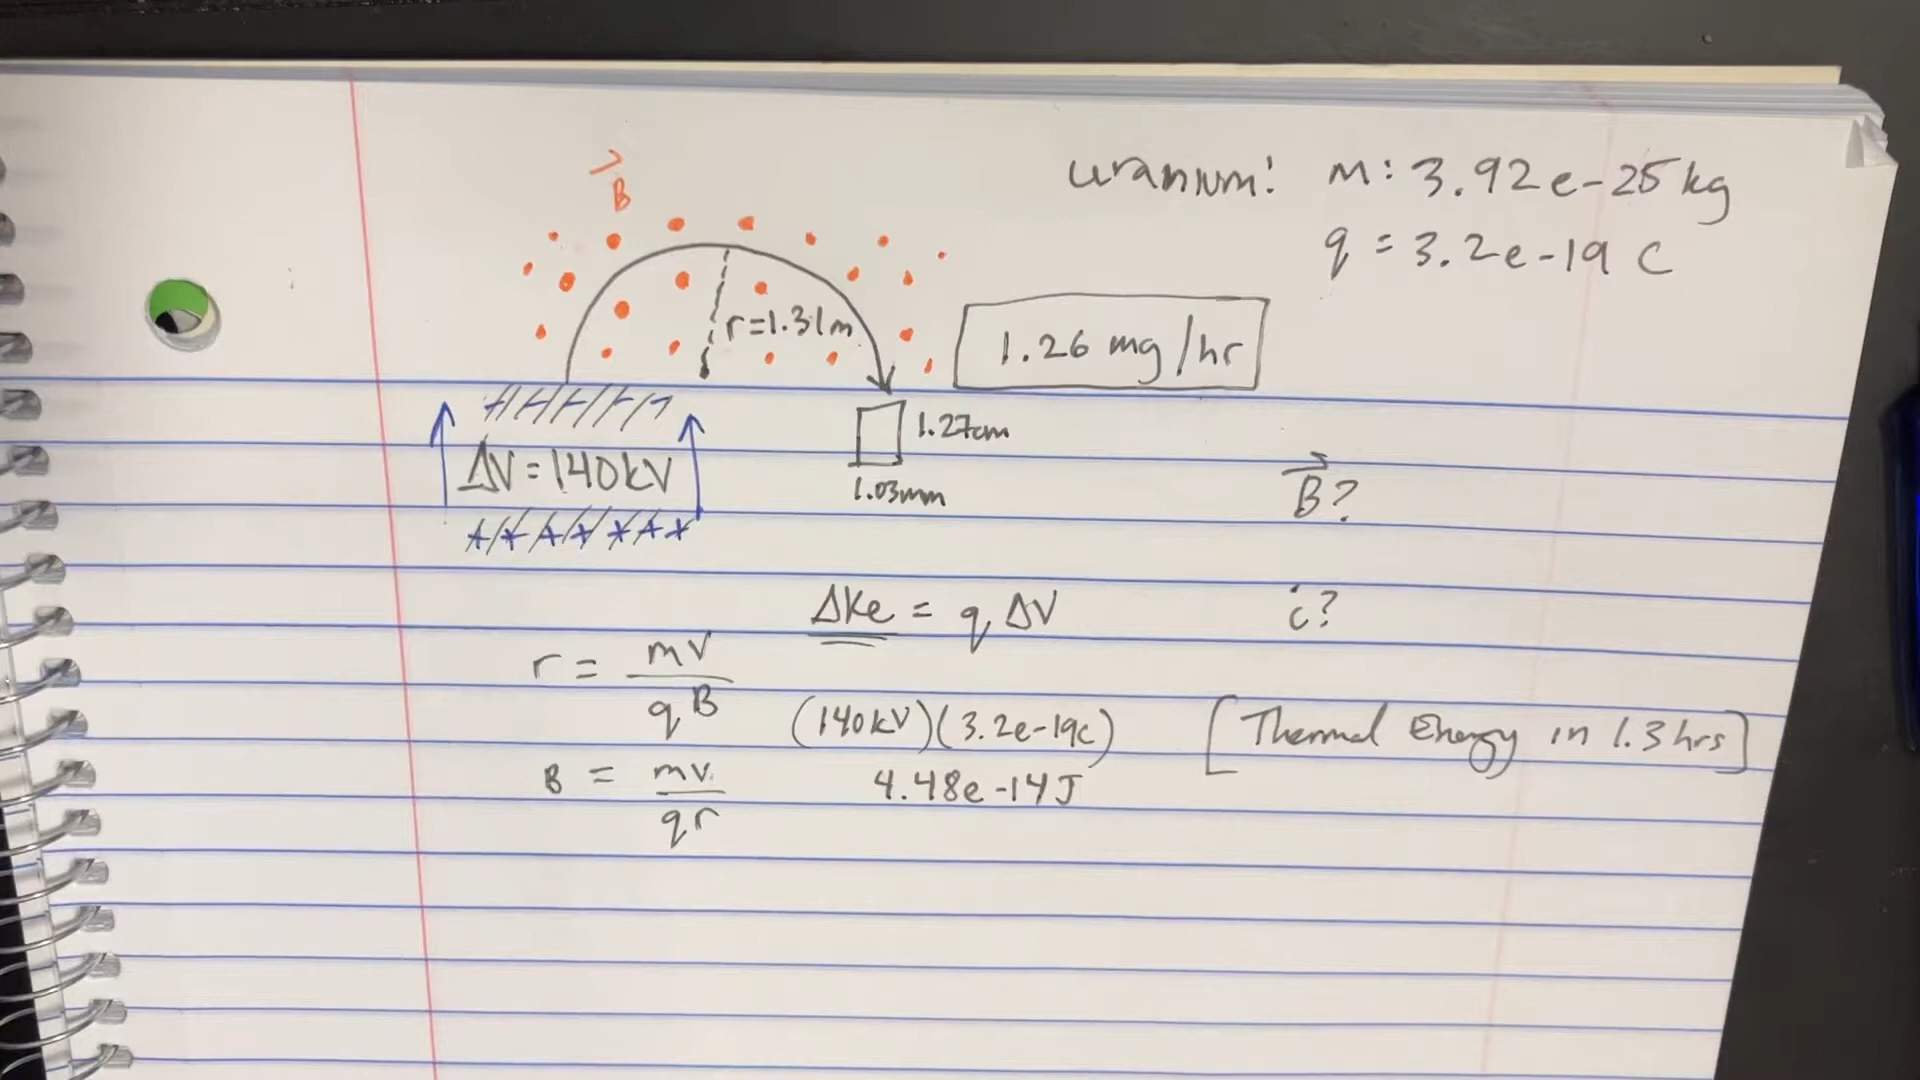 uranium: m: 3.92e-25 kg
q = 3.2e-19 C
B
r=1.31m
1.26 mg/hr
ΔV=140kV
1.27cm
1.03mm
B?
ΔKe = q ΔV
i?
r = mv / qB
(140kV)(3.2e-19c)
[Thermal Energy in 1.3 hrs]
B = mv / qr
4.48e-14J